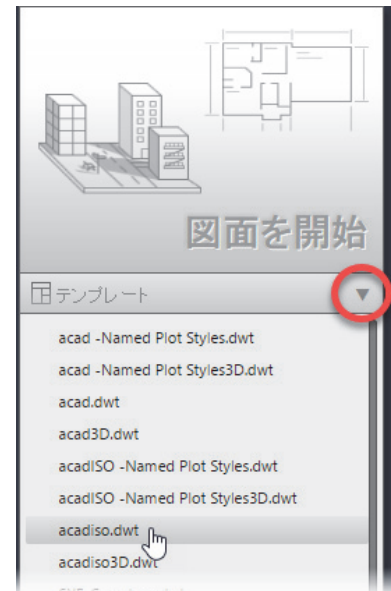 図面を開始
テンプレート
acad -Named Plot Styles.dwt
acad -Named Plot Styles3D.dwt
acad.dwt
acad3D.dwt
acadISO -Named Plot Styles.dwt
acadISO -Named Plot Styles3D.dwt
acadiso.dwt
acadiso3D.dwt